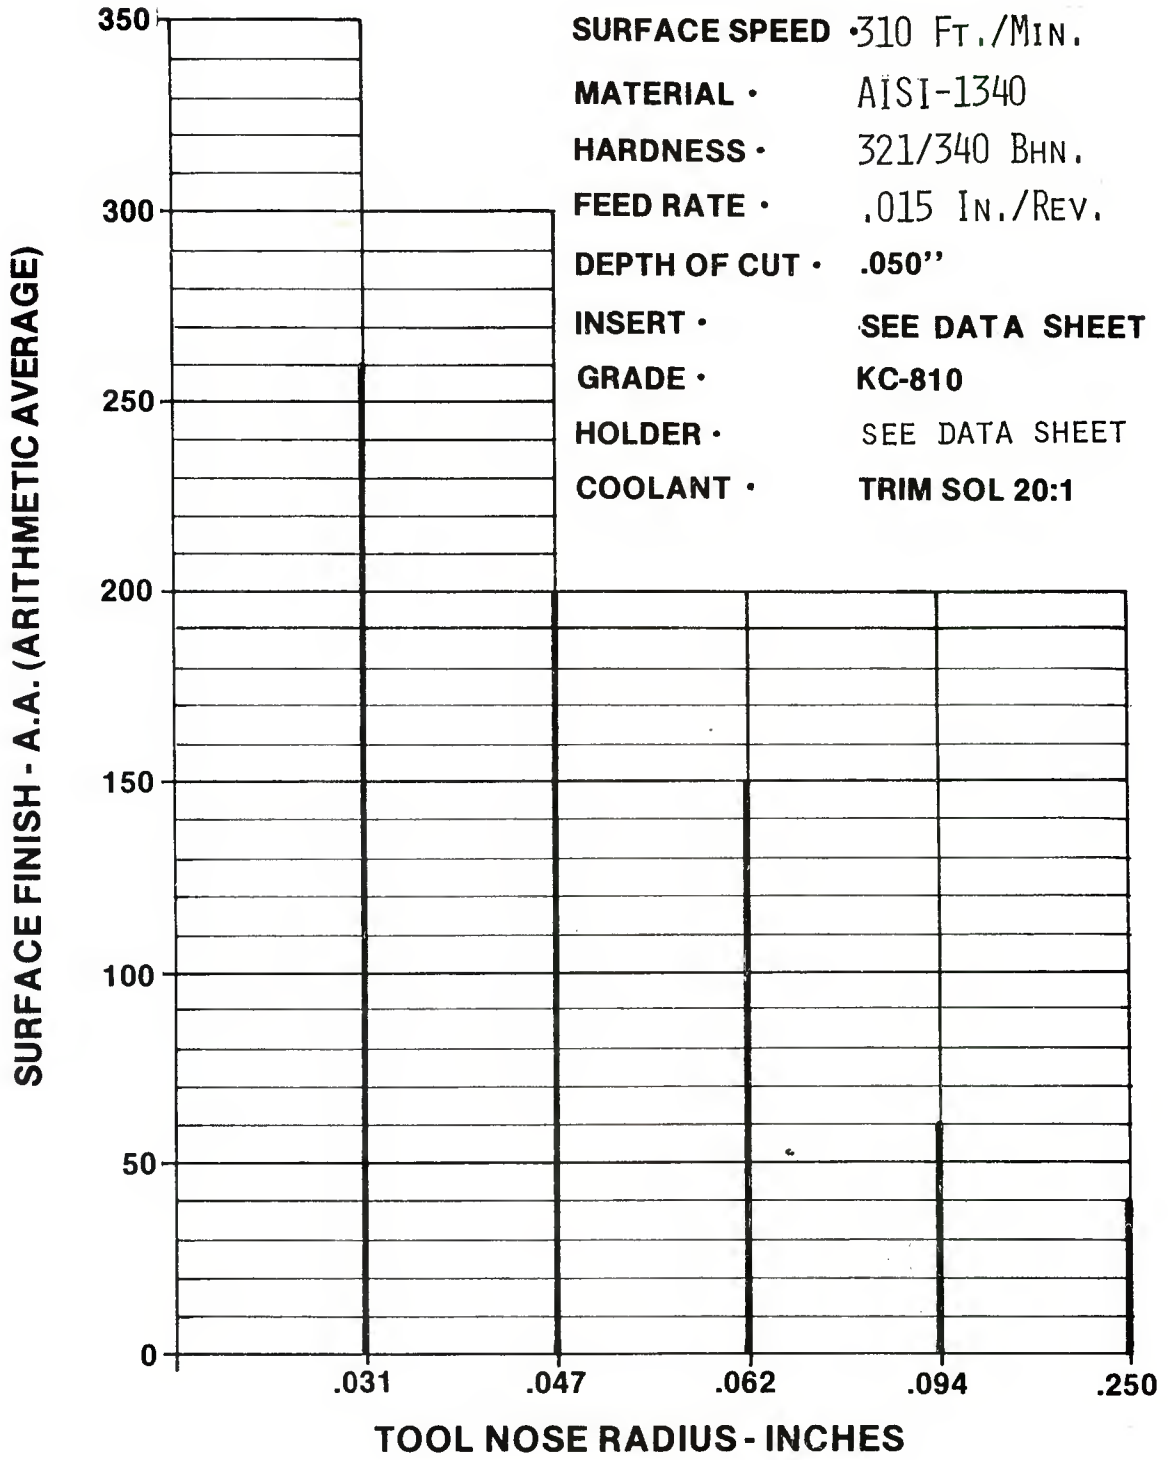 SURFACE SPEED • 310 FT./MIN.
MATERIAL • AISI-1340
HARDNESS • 321/340 BHN.
FEED RATE • .015 IN./REV.
DEPTH OF CUT • .050”
INSERT • SEE DATA SHEET
GRADE • KC-810
HOLDER • SEE DATA SHEET
COOLANT • TRIM SOL 20:1
SURFACE FINISH - A.A. (ARITHMETIC AVERAGE)
350
300
250
200
150
100
50
0
.031 .047 .062 .094 .250
TOOL NOSE RADIUS - INCHES